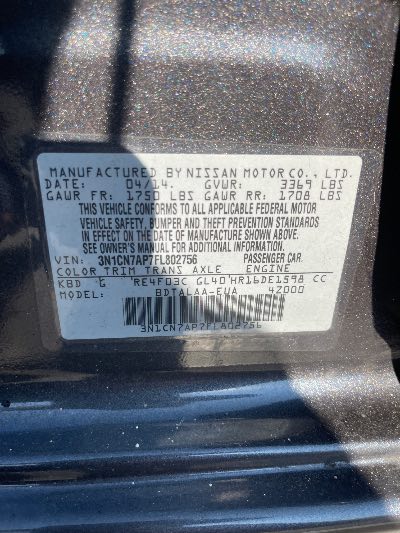 MANUFACTURED BY NISSAN MOTOR CO., LTD.
DATE: 04/14. GVWR: 3369 LBS
GAWR FR: 1750 LBS GAWR RR: 1708 LBS
THIS VEHICLE CONFORMS TO ALL APPLICABLE FEDERAL MOTOR
VEHICLE SAFETY, BUMPER AND THEFT PREVENTION STANDARDS
IN EFFECT ON THE DATE OF MANUFACTURE SHOWN ABOVE.
SEE OWNER'S MANUAL FOR ADDITIONAL INFORMATION.
VIN: 3N1CN7AP7FL802756 PASSENGER CAR.
COLOR TRIM TRANS AXLE ENGINE
KBD G RE4F03C GL40 HR16DE1598 CC
MODEL: BDTALAA-EUA 4Z000
3N1CN7AP7FL802756